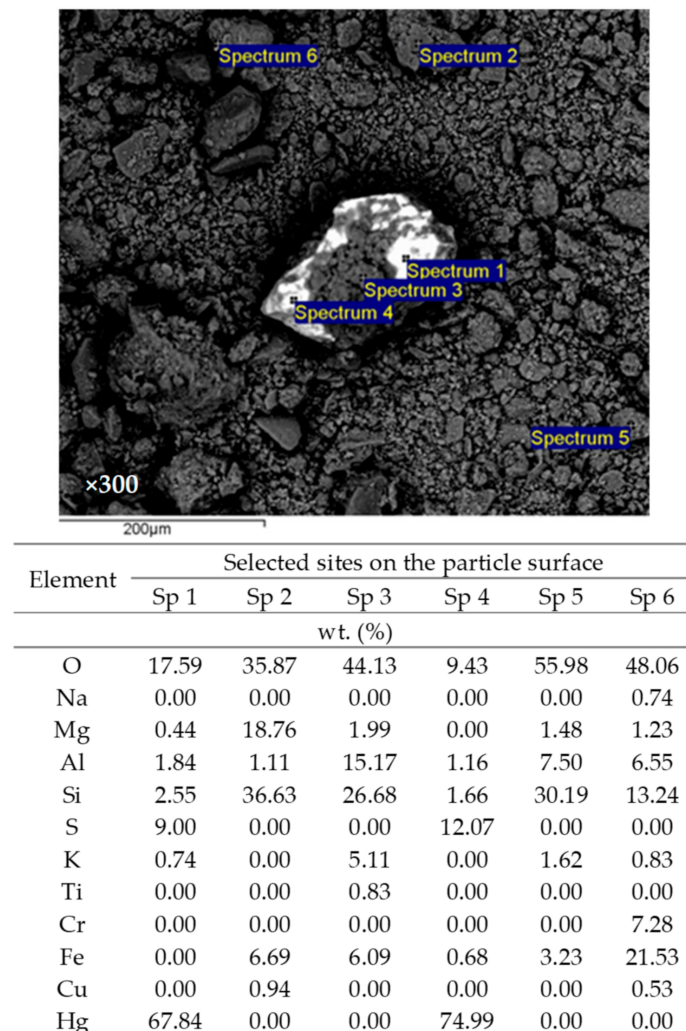 Spectrum 6 Spectrum 2
Spectrum 1
Spectrum 3
Spectrum 4
Spectrum 5
×300
200µm
Element Selected sites on the particle surface
Sp 1 Sp 2 Sp 3 Sp 4 Sp 5 Sp 6
wt. (%)
O 17.59 35.87 44.13 9.43 55.98 48.06
Na 0.00 0.00 0.00 0.00 0.00 0.74
Mg 0.44 18.76 1.99 0.00 1.48 1.23
Al 1.84 1.11 15.17 1.16 7.50 6.55
Si 2.55 36.63 26.68 1.66 30.19 13.24
S 9.00 0.00 0.00 12.07 0.00 0.00
K 0.74 0.00 5.11 0.00 1.62 0.83
Ti 0.00 0.00 0.83 0.00 0.00 0.00
Cr 0.00 0.00 0.00 0.00 0.00 7.28
Fe 0.00 6.69 6.09 0.68 3.23 21.53
Cu 0.00 0.94 0.00 0.00 0.00 0.53
Hg 67.84 0.00 0.00 74.99 0.00 0.00